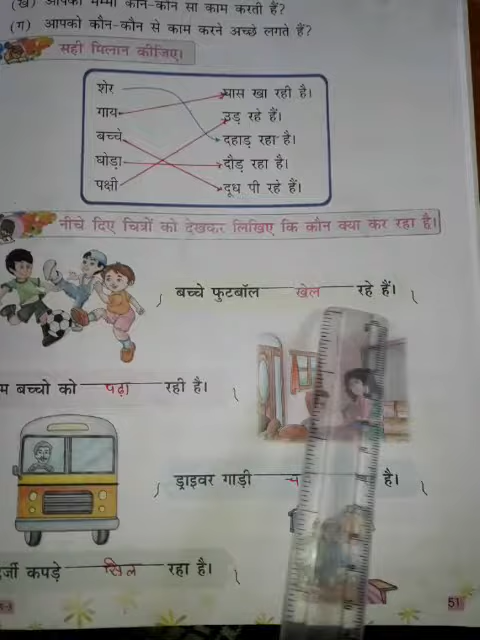 (ख) आपकी मम्मी कौन-कौन सा काम करती हैं?
(ग) आपको कौन-कौन से काम करने अच्छे लगते हैं?
सही मिलान कीजिए।
शेर घास खा रही है।
गाय उड़ रहे हैं।
बच्चे दहाड़ रहा है।
घोड़ा दौड़ रहा है।
पक्षी दूध पी रहे हैं।
नीचे दिए चित्रों को देखकर लिखिए कि कौन क्या कर रहा है।
बच्चे फुटबॉल खेल रहे हैं।
बच्चो को पढ़ा रही है।
ड्राइवर गाड़ी है।
कपड़े सिल रहा है।
51